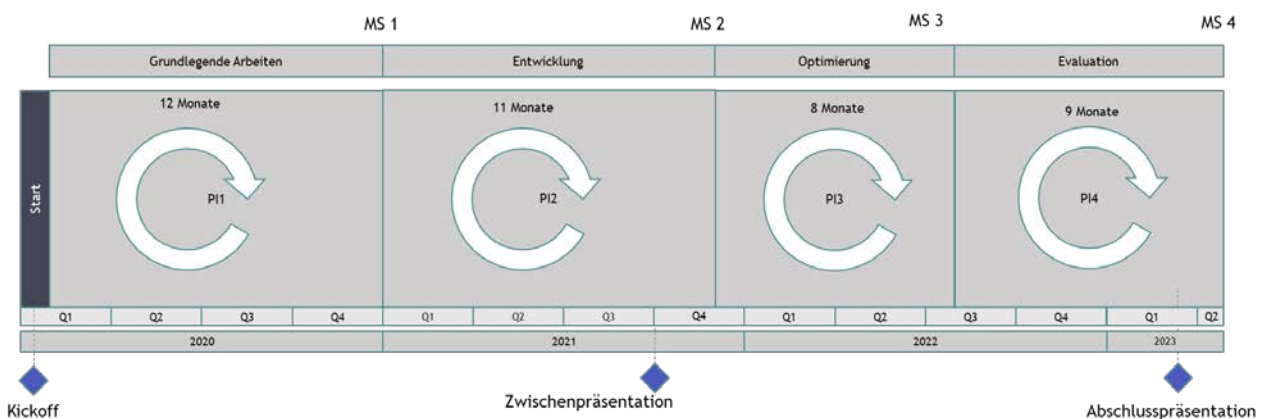 MS 1
MS 2
MS 3
MS 4
Grundlegende Arbeiten
Entwicklung
Optimierung
Evaluation
Start
12 Monate
11 Monate
8 Monate
9 Monate
PI1
PI2
PI3
PI4
Q1 Q2 Q3 Q4 Q1 Q2 Q3 Q4 Q1 Q2 Q3 Q4 Q1 Q2
2020 2021 2022 2023
Kickoff
Zwischenpräsentation
Abschlusspräsentation